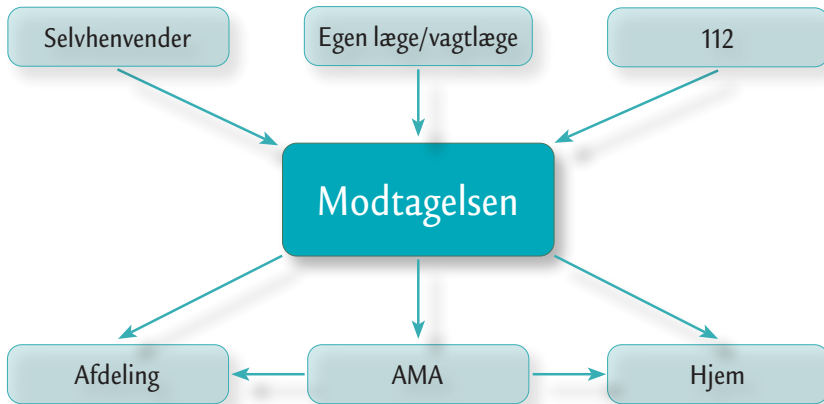 Selvhenvender
Egen læge/vagtlæge
112
Modtagelsen
Afdeling
AMA
Hjem